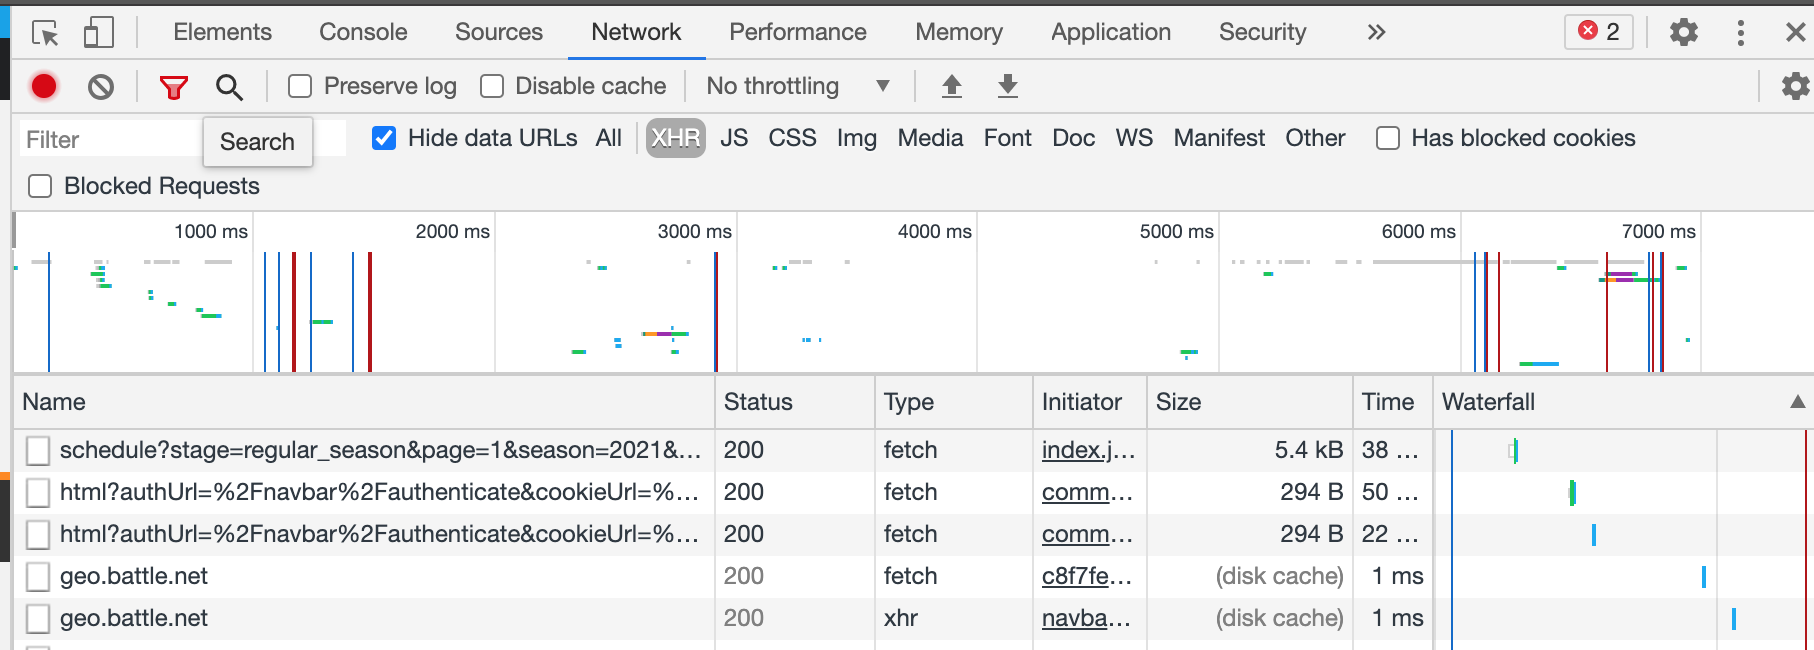 Elements Console Sources Network Performance Memory Application Security » 2
Preserve log Disable cache No throttling
Filter Search Hide data URLs All XHR JS CSS Img Media Font Doc WS Manifest Other Has blocked cookies
Blocked Requests
1000 ms 2000 ms 3000 ms 4000 ms 5000 ms 6000 ms 7000 ms
Name Status Type Initiator Size Time Waterfall
schedule?stage=regular_season&page=1&season=2021&... 200 fetch index.j... 5.4 kB 38 ...
html?authUrl=%2Fnavbar%2Fauthenticate&cookieUrl=%... 200 fetch comm... 294 B 50 ...
html?authUrl=%2Fnavbar%2Fauthenticate&cookieUrl=%... 200 fetch comm... 294 B 22 ...
geo.battle.net 200 fetch c8f7fe... (disk cache) 1 ms
geo.battle.net 200 xhr navba... (disk cache) 1 ms